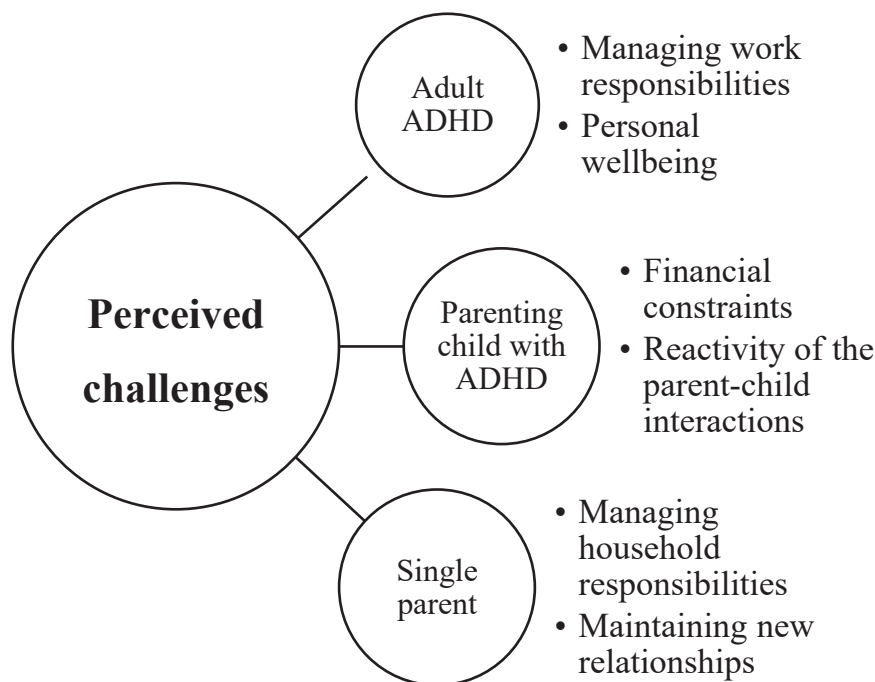 Perceived
challenges
Adult
ADHD
• Managing work
responsibilities
• Personal
wellbeing
Parenting
child with
ADHD
• Financial
constraints
• Reactivity of the
parent-child
interactions
Single
parent
• Managing
household
responsibilities
• Maintaining new
relationships